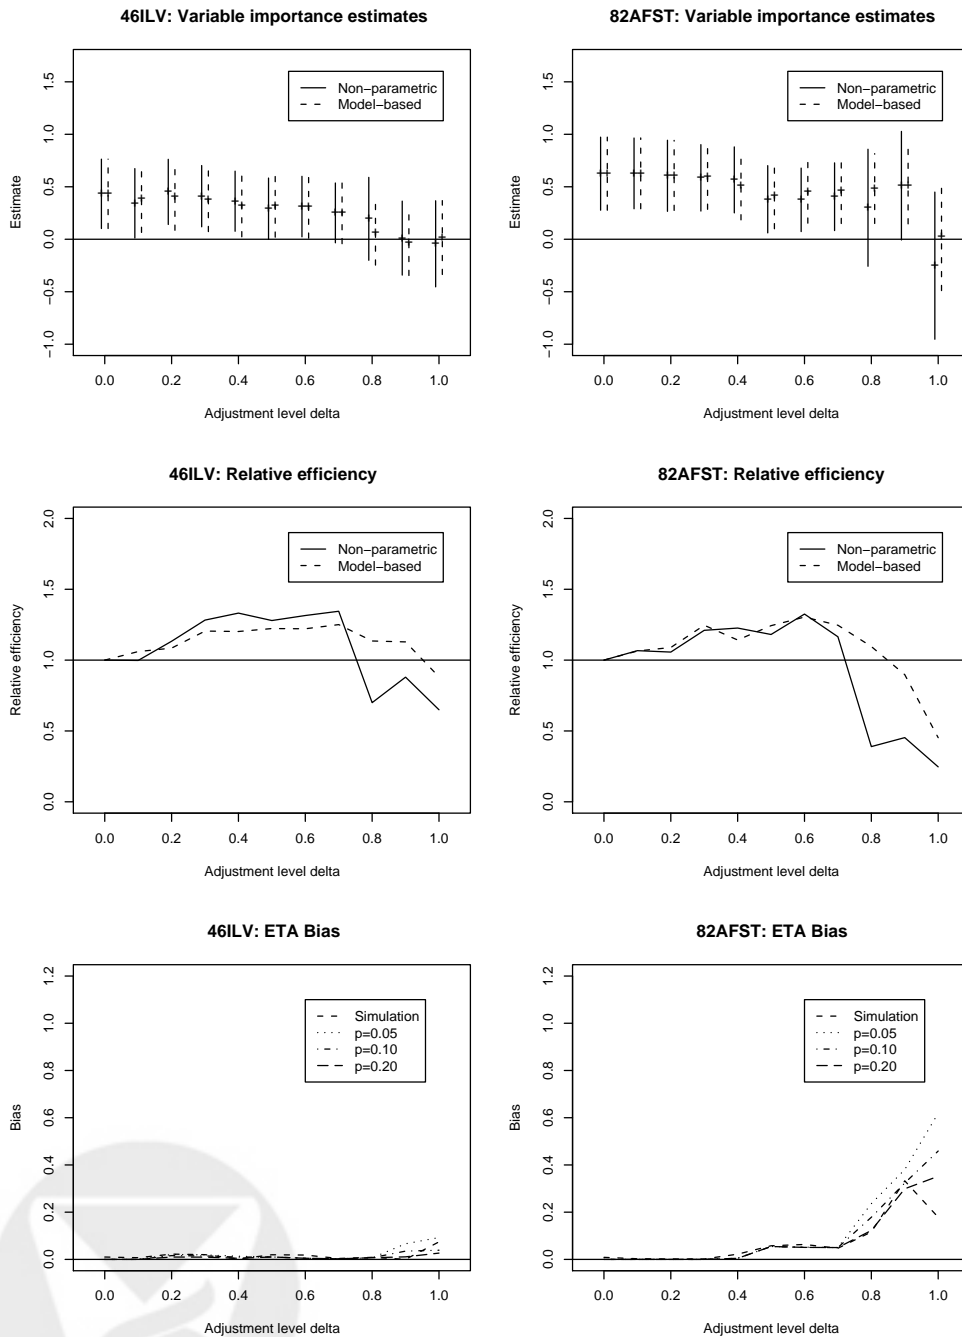 46ILV: Variable importance estimates
1.5
1.0
0.5
0.0
−0.5
−1.0
Estimate
Non−parametric
Model−based
0.0 0.2 0.4 0.6 0.8 1.0
Adjustment level delta
82AFST: Variable importance estimates
1.5
1.0
0.5
0.0
−0.5
−1.0
Estimate
Non−parametric
Model−based
0.0 0.2 0.4 0.6 0.8 1.0
Adjustment level delta
46ILV: Relative efficiency
2.0
1.5
1.0
0.5
0.0
Relative efficiency
Non−parametric
Model−based
0.0 0.2 0.4 0.6 0.8 1.0
Adjustment level delta
82AFST: Relative efficiency
2.0
1.5
1.0
0.5
0.0
Relative efficiency
Non−parametric
Model−based
0.0 0.2 0.4 0.6 0.8 1.0
Adjustment level delta
46ILV: ETA Bias
1.2
1.0
0.8
0.6
0.4
0.2
0.0
Bias
Simulation
p=0.05
p=0.10
p=0.20
0.0 0.2 0.4 0.6 0.8 1.0
Adjustment level delta
82AFST: ETA Bias
1.2
1.0
0.8
0.6
0.4
0.2
0.0
Bias
Simulation
p=0.05
p=0.10
p=0.20
0.0 0.2 0.4 0.6 0.8 1.0
Adjustment level delta